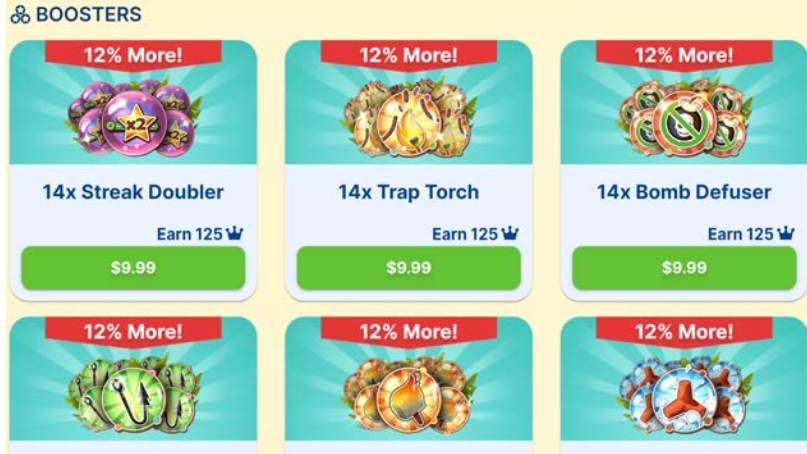 BOOSTERS
12% More!
12% More!
12% More!
x2
14x Streak Doubler
14x Trap Torch
14x Bomb Defuser
Earn 125
Earn 125
Earn 125
$9.99
$9.99
$9.99
12% More!
12% More!
12% More!